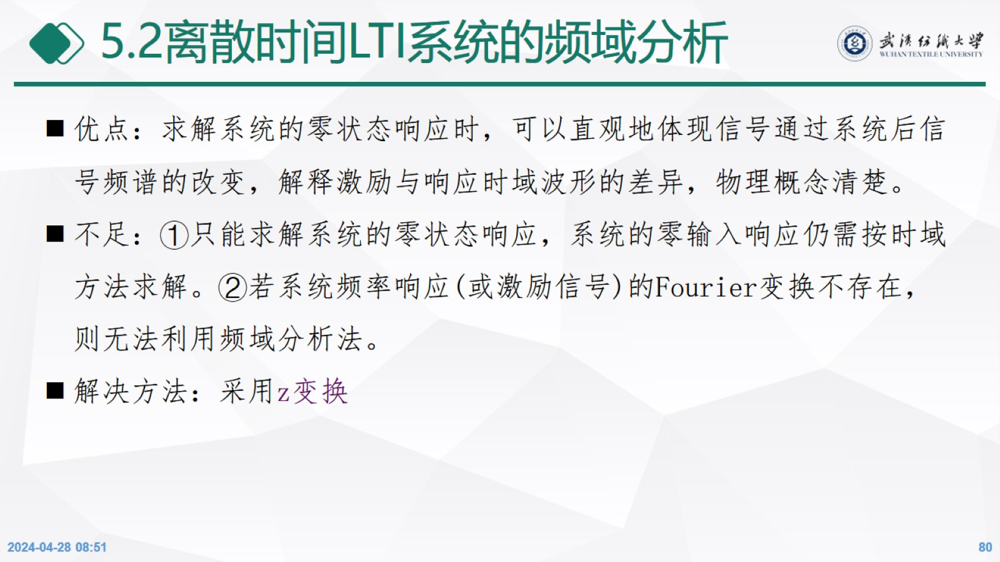 5.2离散时间LTI系统的频域分析
武汉纺织大学
WUHAN TEXTILE UNIVERSITY
■ 优点：求解系统的零状态响应时，可以直观地体现信号通过系统后信
号频谱的改变，解释激励与响应时域波形的差异，物理概念清楚。
■ 不足：①只能求解系统的零状态响应，系统的零输入响应仍需按时域
方法求解。②若系统频率响应(或激励信号)的Fourier变换不存在，
则无法利用频域分析法。
■ 解决方法：采用z变换
2024-04-28 08:51
80